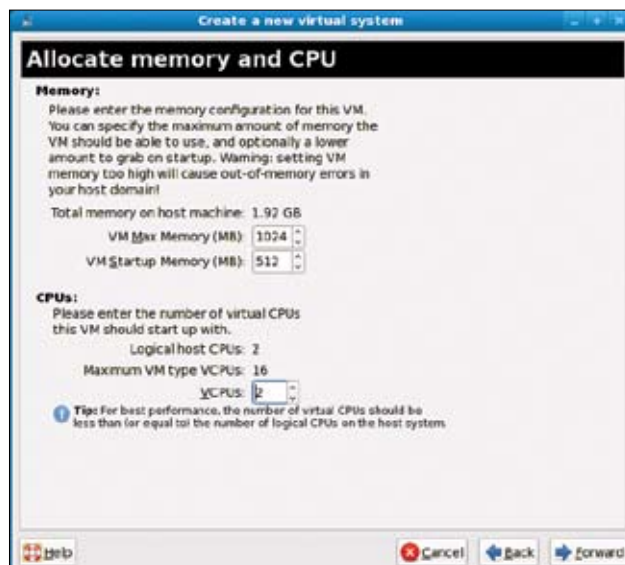 Create a new virtual system
Allocate memory and CPU
Memory:
Please enter the memory configuration for this VM.
You can specify the maximum amount of memory the
VM should be able to use, and optionally a lower
amount to grab on startup. Warning: setting VM
memory too high will cause out-of-memory errors in
your host domain!
Total memory on host machine: 1.92 GB
VM Max Memory (MB): 1024
VM Startup Memory (MB): 512
CPUs:
Please enter the number of virtual CPUs
this VM should start up with.
Logical host CPUs: 2
Maximum VM type VCPUs: 16
VCPUs: 2
Tip: For best performance, the number of virtual CPUs should be
less than (or equal to) the number of logical CPUs on the host system.
Help
Cancel
Back
Forward